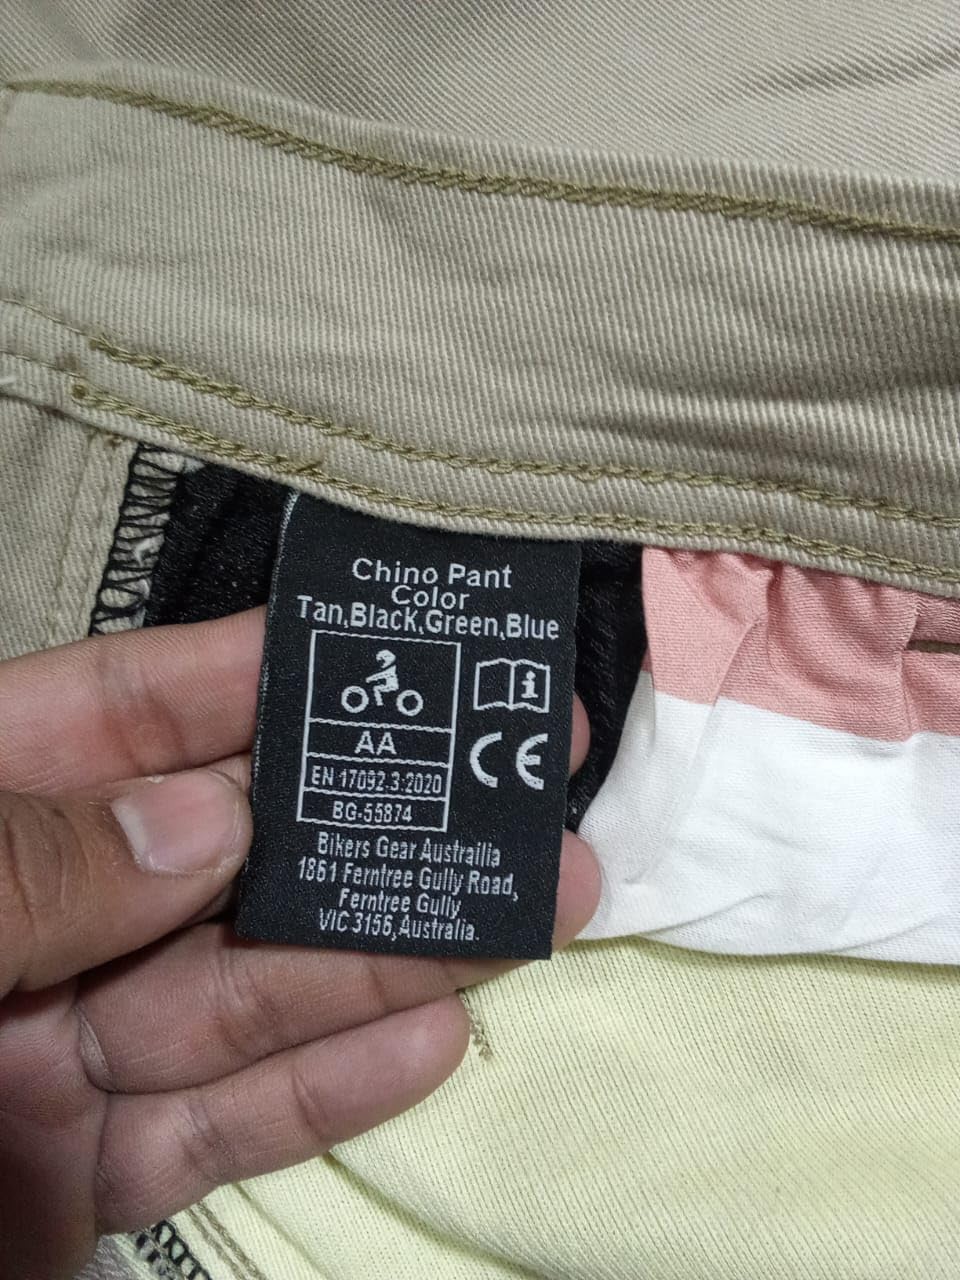 Chino Pant
Color
Tan,Black,Green,Blue
i
AA
CE
EN 17092-3:2020
BG-55874
Bikers Gear Austrailia
1861 Ferntree Gully Road,
Ferntree Gully
VIC 3156, Australia.